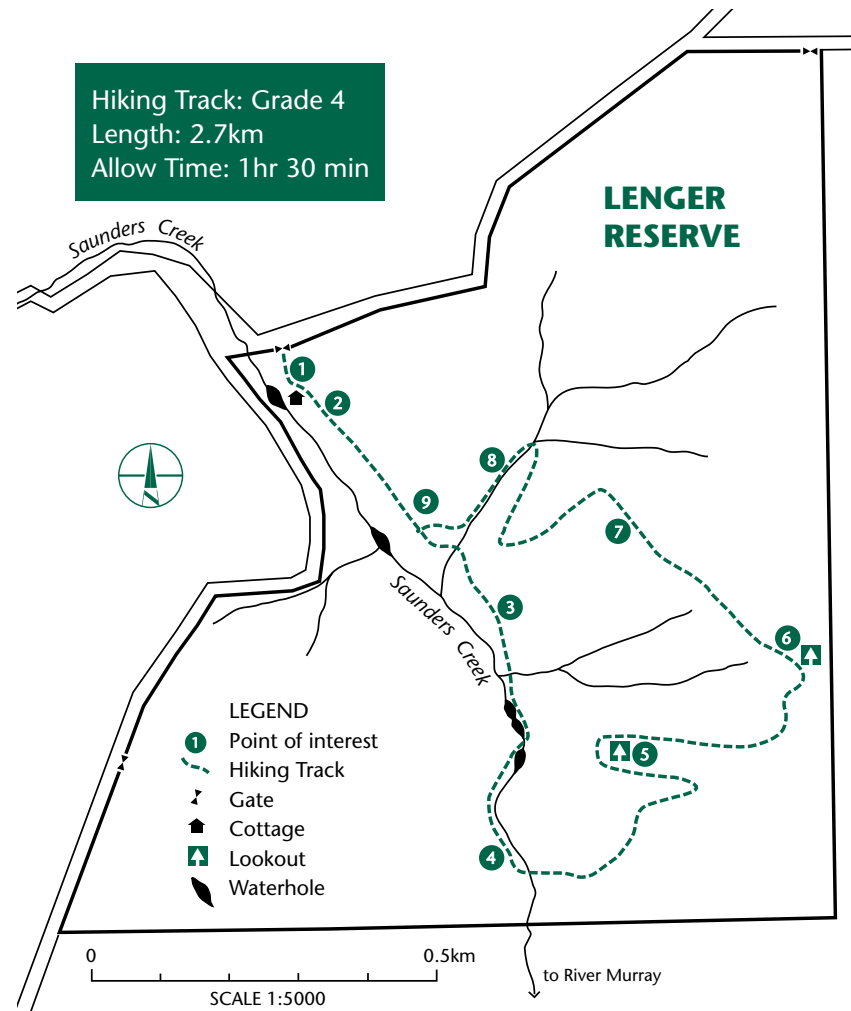 Hiking Track: Grade 4
Length: 2.7km
Allow Time: 1hr 30 min
LENGER
RESERVE
Saunders Creek
1
2
8
9
7
3
Saunders Creek
6
5
4
LEGEND
1 Point of interest
Hiking Track
Gate
Cottage
Lookout
Waterhole
0 0.5km
SCALE 1:5000
to River Murray